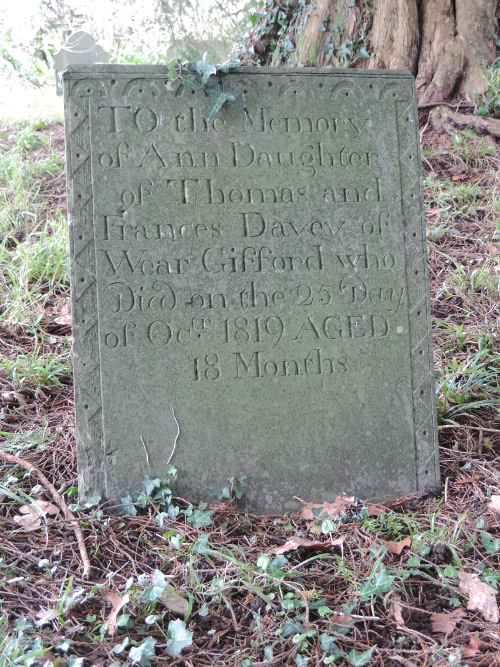 TO the Memory
of Ann Daughter
of Thomas and
Frances Davey of
Wear Gifford who
Died on the 25 Day
of Ocr 1819 AGED
18 Months